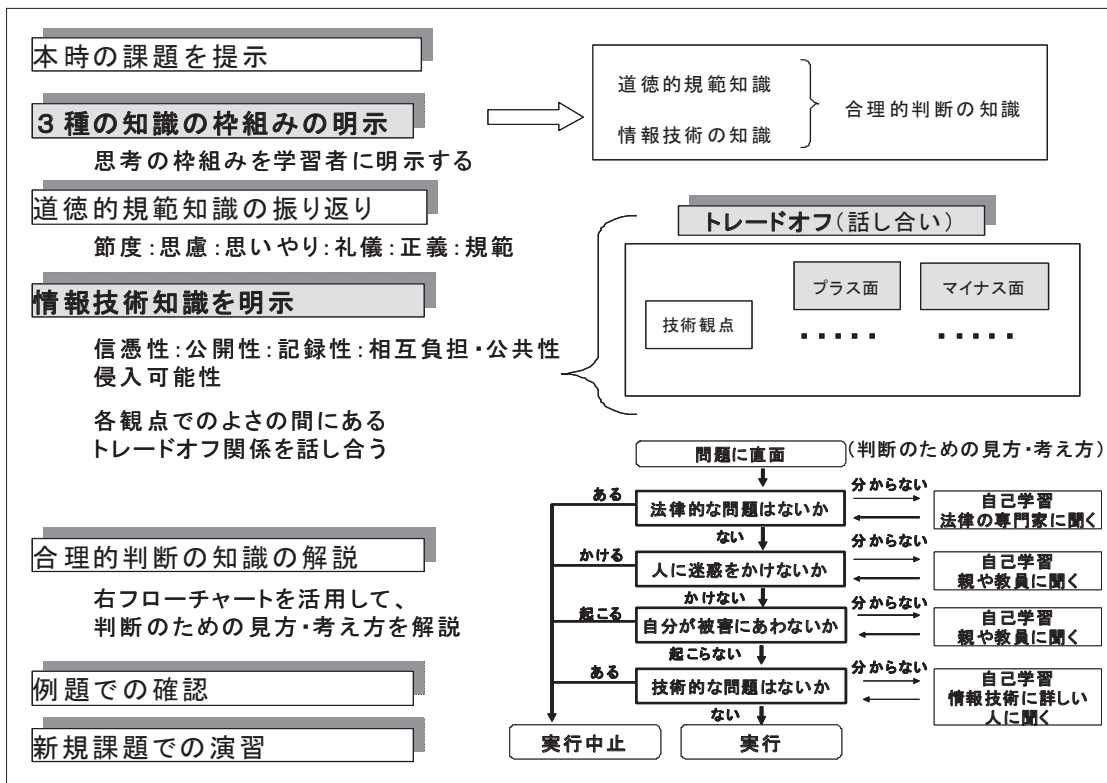 本時の課題を提示
3種の知識の枠組みの明示
思考の枠組みを学習者に明示する
道徳的規範知識
情報技術の知識
合理的判断の知識
道徳的規範知識の振り返り
節度:思慮:思いやり:礼儀:正義:規範
情報技術知識を明示
信憑性:公開性:記録性:相互負担・公共性
侵入可能性
各観点でのよさの間にある
トレードオフ関係を話し合う
トレードオフ(話し合い)
プラス面
マイナス面
技術観点
・・・・・
・・・・・
合理的判断の知識の解説
右フローチャートを活用して、
判断のための見方・考え方を解説
例題での確認
新規課題での演習
問題に直面
(判断のための見方・考え方)
ある
法律的な問題はないか
分からない
自己学習
法律の専門家に聞く
ない
かける
人に迷惑をかけないか
分からない
自己学習
親や教員に聞く
かけない
起こる
自分が被害にあわないか
分からない
自己学習
親や教員に聞く
起こらない
ある
技術的な問題はないか
分からない
自己学習
情報技術に詳しい
人に聞く
ない
実行中止
実行